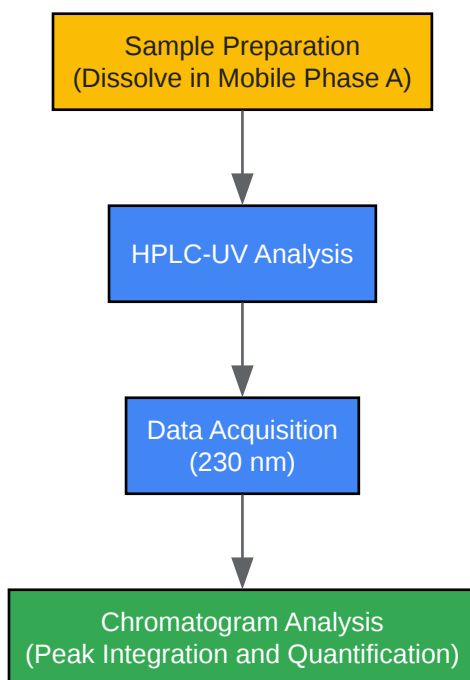 Sample Preparation
(Dissolve in Mobile Phase A)
HPLC-UV Analysis
Data Acquisition
(230 nm)
Chromatogram Analysis
(Peak Integration and Quantification)